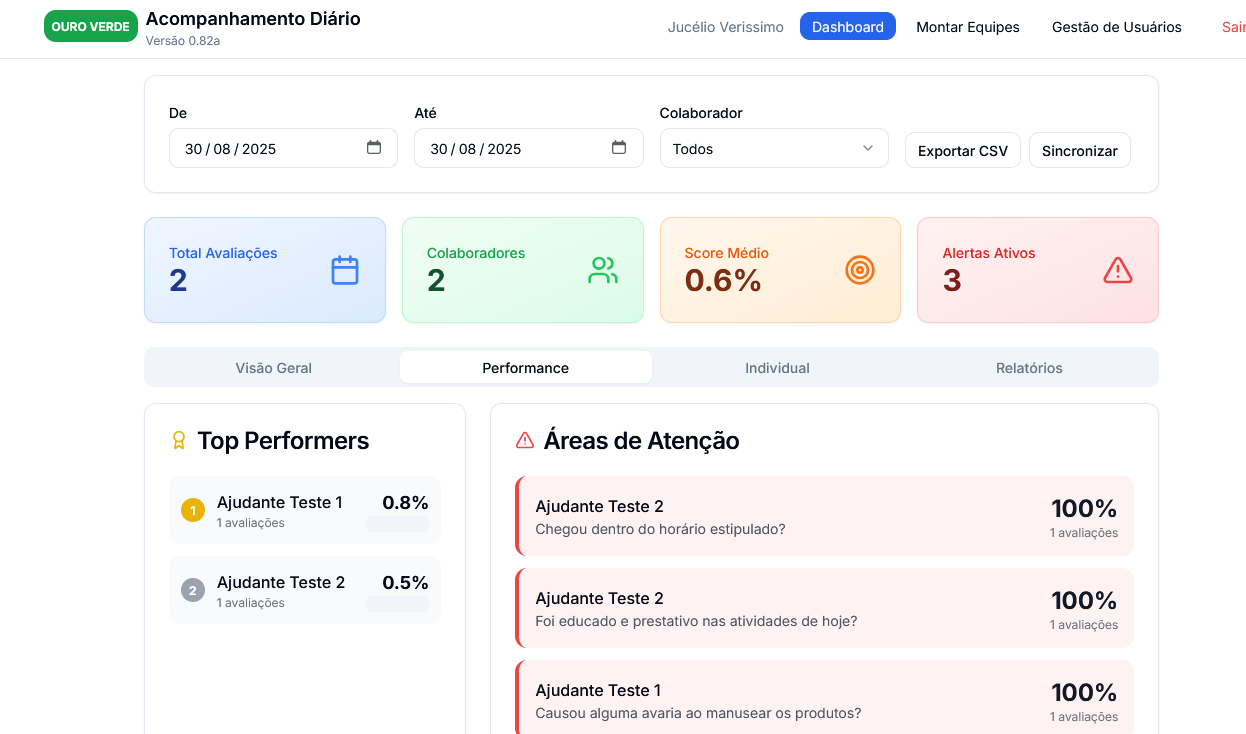 OURO VERDE
Acompanhamento Diário
Versão 0.82a
Jucélio Verissimo
Dashboard
Montar Equipes
Gestão de Usuários
Sair
De
30 / 08 / 2025
Até
30 / 08 / 2025
Colaborador
Todos
Exportar CSV
Sincronizar
Total Avaliações
2
Colaboradores
2
Score Médio
0.6%
Alertas Ativos
3
Visão Geral
Performance
Individual
Relatórios
Top Performers
1
Ajudante Teste 1
0.8%
1 avaliações
2
Ajudante Teste 2
0.5%
1 avaliações
Áreas de Atenção
Ajudante Teste 2
Chegou dentro do horário estipulado?
100%
1 avaliações
Ajudante Teste 2
Foi educado e prestativo nas atividades de hoje?
100%
1 avaliações
Ajudante Teste 1
Causou alguma avaria ao manusear os produtos?
100%
1 avaliações